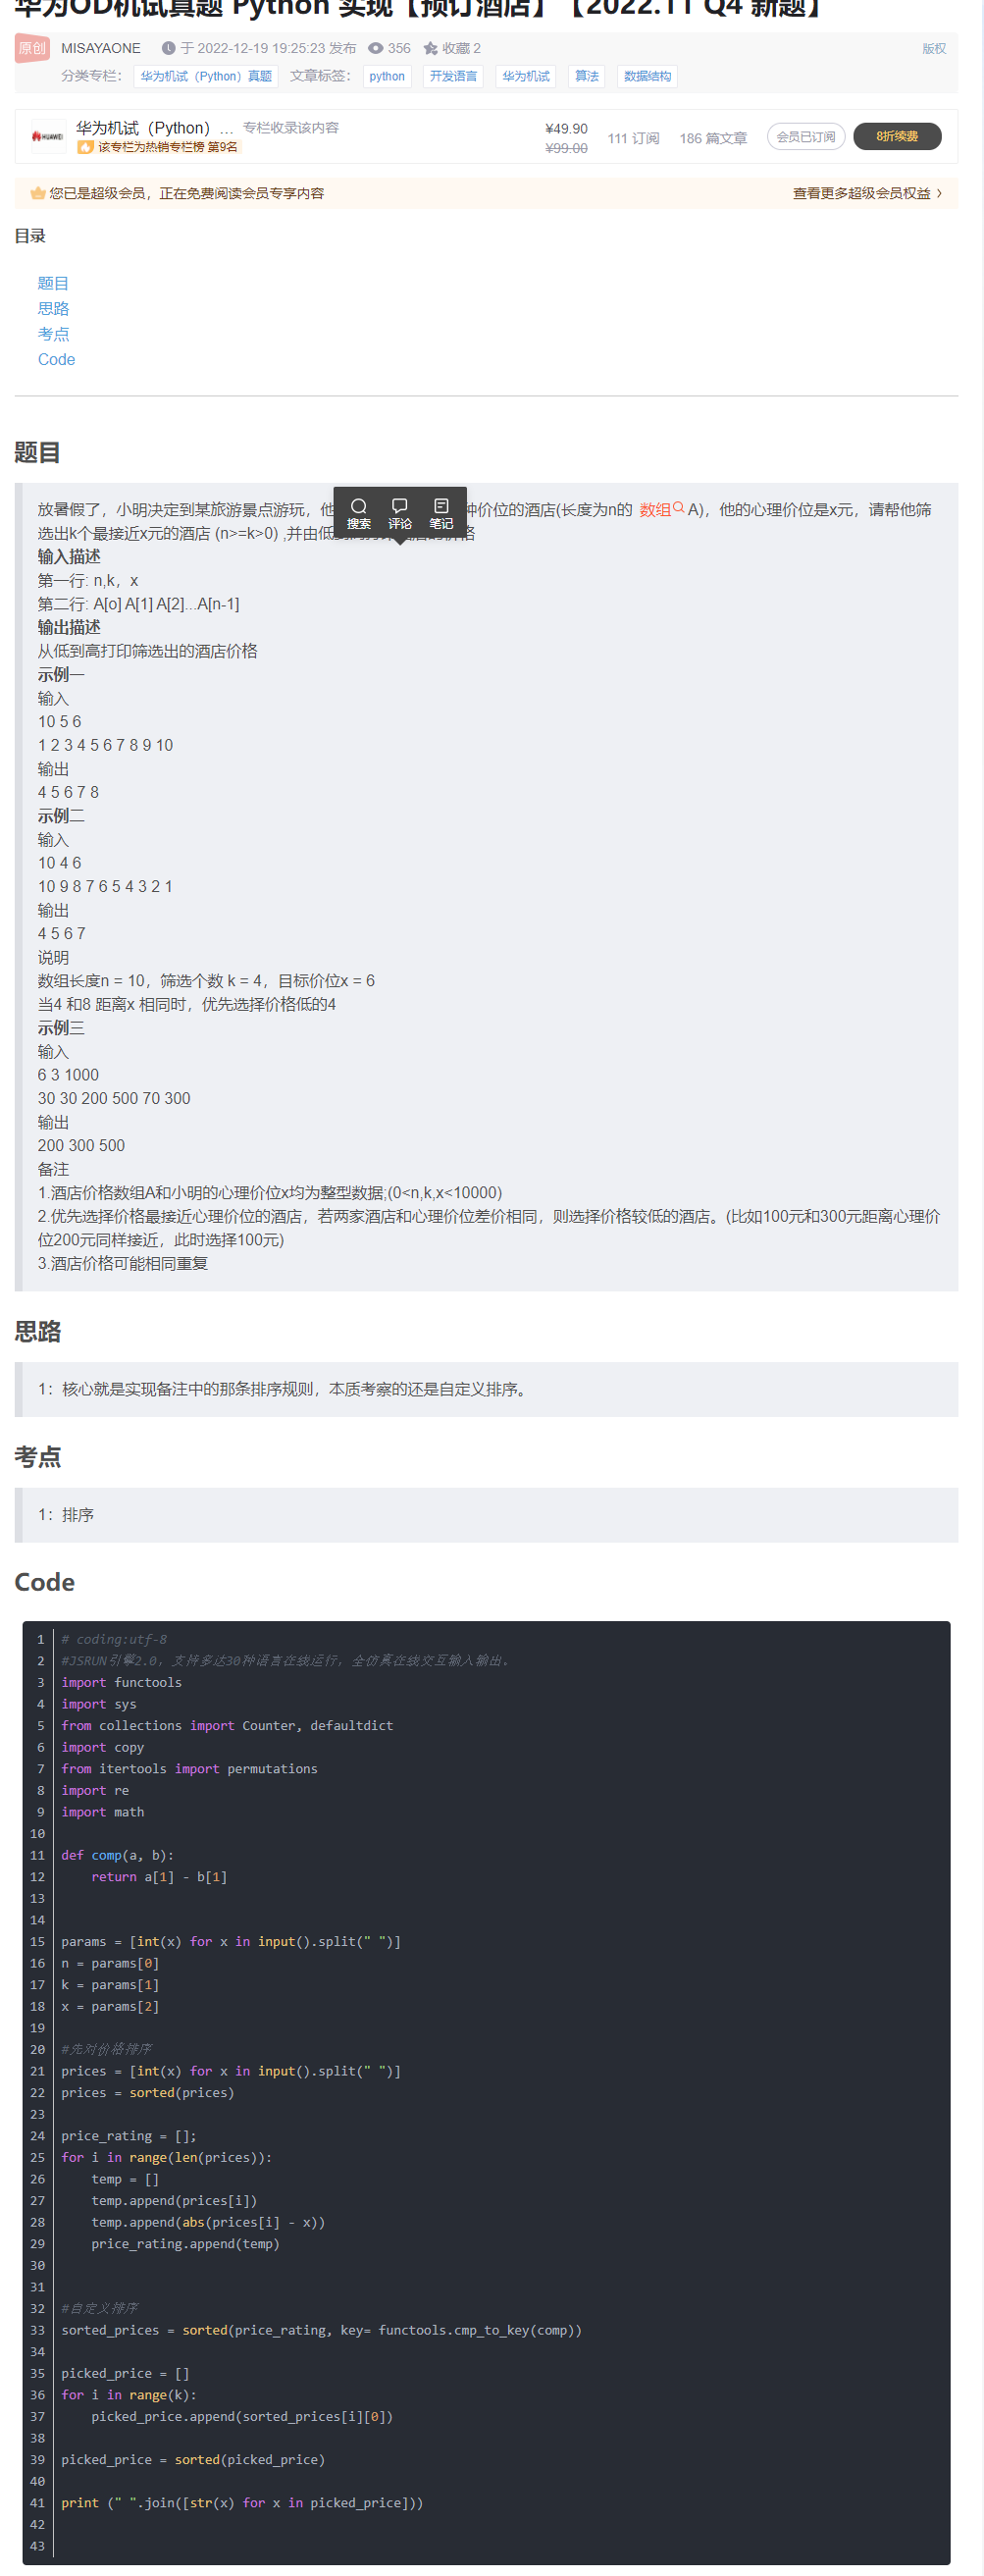 华为OD机试真题 Python 实现【预订酒店】【2022.11 Q4 新题】
原创 MISAYAONE 于 2022-12-19 19:25:23 发布 356 收藏 2 版权
分类专栏： 华为机试（Python）真题 文章标签： python 开发语言 华为机试 算法 数据结构
HUAWEI 华为机试（Python）... 专栏收录该内容
该专栏为热销专栏榜 第9名
¥49.90
¥99.00
111 订阅 186 篇文章 会员已订阅 8折续费
您已是超级会员，正在免费阅读会员专享内容 查看更多超级会员权益
目录
题目
思路
考点
Code
题目
搜索 评论 笔记
放暑假了，小明决定到某旅游景点游玩，他 种价位的酒店(长度为n的 数组 A)，他的心理价位是x元，请帮他筛
选出k个最接近x元的酒店 (n>=k>0) ,并由低
输入描述
第一行: n,k，x
第二行: A[o] A[1] A[2]...A[n-1]
输出描述
从低到高打印筛选出的酒店价格
示例一
输入
10 5 6
1 2 3 4 5 6 7 8 9 10
输出
4 5 6 7 8
示例二
输入
10 4 6
10 9 8 7 6 5 4 3 2 1
输出
4 5 6 7
说明
数组长度n = 10，筛选个数 k = 4，目标价位x = 6
当4 和8 距离x 相同时，优先选择价格低的4
示例三
输入
6 3 1000
30 30 200 500 70 300
输出
200 300 500
备注
1.酒店价格数组A和小明的心理价位x均为整型数据;(0<n,k,x<10000)
2.优先选择价格最接近心理价位的酒店，若两家酒店和心理价位差价相同，则选择价格较低的酒店。(比如100元和300元距离心理价
位200元同样接近，此时选择100元)
3.酒店价格可能相同重复
思路
1：核心就是实现备注中的那条排序规则，本质考察的还是自定义排序。
考点
1：排序
Code
1 # coding:utf-8
2 #JSRUN引擎2.0，支持多达30种语言在线运行，全仿真在线交互输入输出。
3 import functools
4 import sys
5 from collections import Counter, defaultdict
6 import copy
7 from itertools import permutations
8 import re
9 import math
10
11 def comp(a, b):
12     return a[1] - b[1]
13
14
15 params = [int(x) for x in input().split(" ")]
16 n = params[0]
17 k = params[1]
18 x = params[2]
19
20 #先对价格排序
21 prices = [int(x) for x in input().split(" ")]
22 prices = sorted(prices)
23
24 price_rating = [];
25 for i in range(len(prices)):
26     temp = []
27     temp.append(prices[i])
28     temp.append(abs(prices[i] - x))
29     price_rating.append(temp)
30
31
32 #自定义排序
33 sorted_prices = sorted(price_rating, key= functools.cmp_to_key(comp))
34
35 picked_price = []
36 for i in range(k):
37     picked_price.append(sorted_prices[i][0])
38
39 picked_price = sorted(picked_price)
40
41 print (" ".join([str(x) for x in picked_price]))
42
43